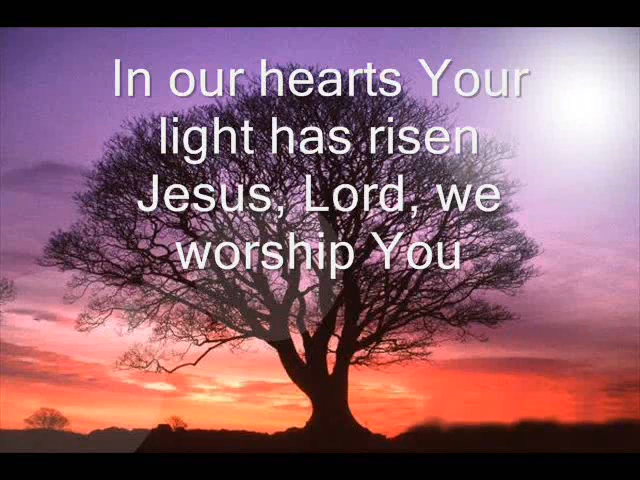 In our hearts Your
light has risen
Jesus, Lord, we
worship You